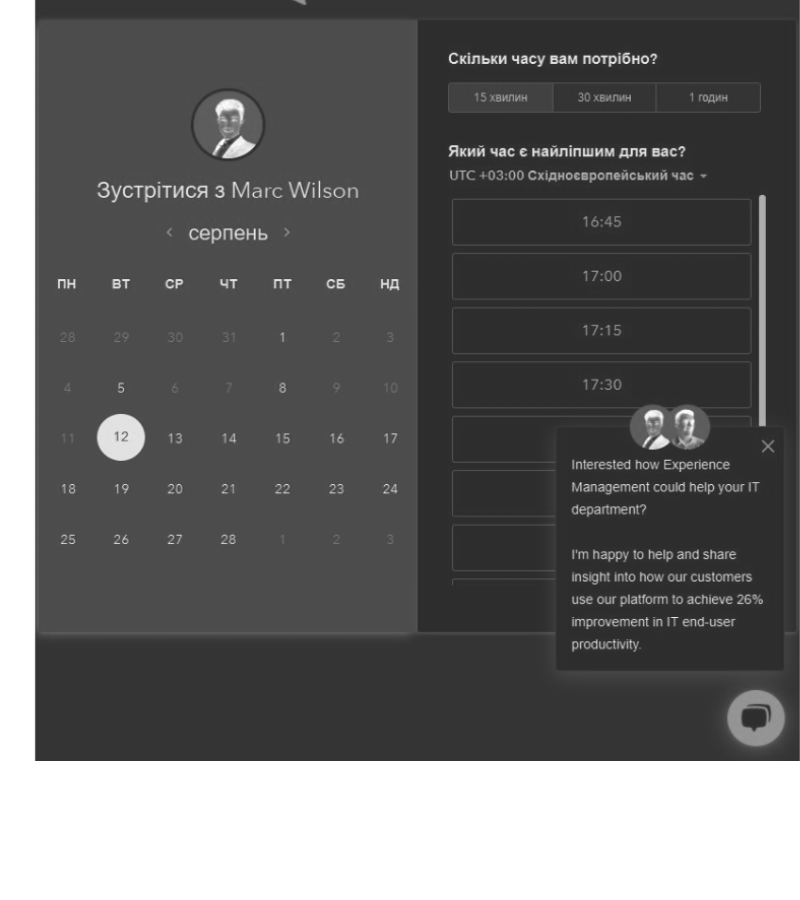 Зустрітися з Marc Wilson
серпень
ПН ВТ СР ЧТ ПТ СБ НД
28 29 30 31 1 2 3
4 5 6 7 8 9 10
11 12 13 14 15 16 17
18 19 20 21 22 23 24
25 26 27 28 1 2 3
Скільки часу вам потрібно?
15 хвилин 30 хвилин 1 годин
Який час є найліпшим для вас?
UTC +03:00 Східноєвропейський час
16:45
17:00
17:15
17:30
Interested how Experience
Management could help your IT
department?
I'm happy to help and share
insight into how our customers
use our platform to achieve 26%
improvement in IT end-user
productivity.